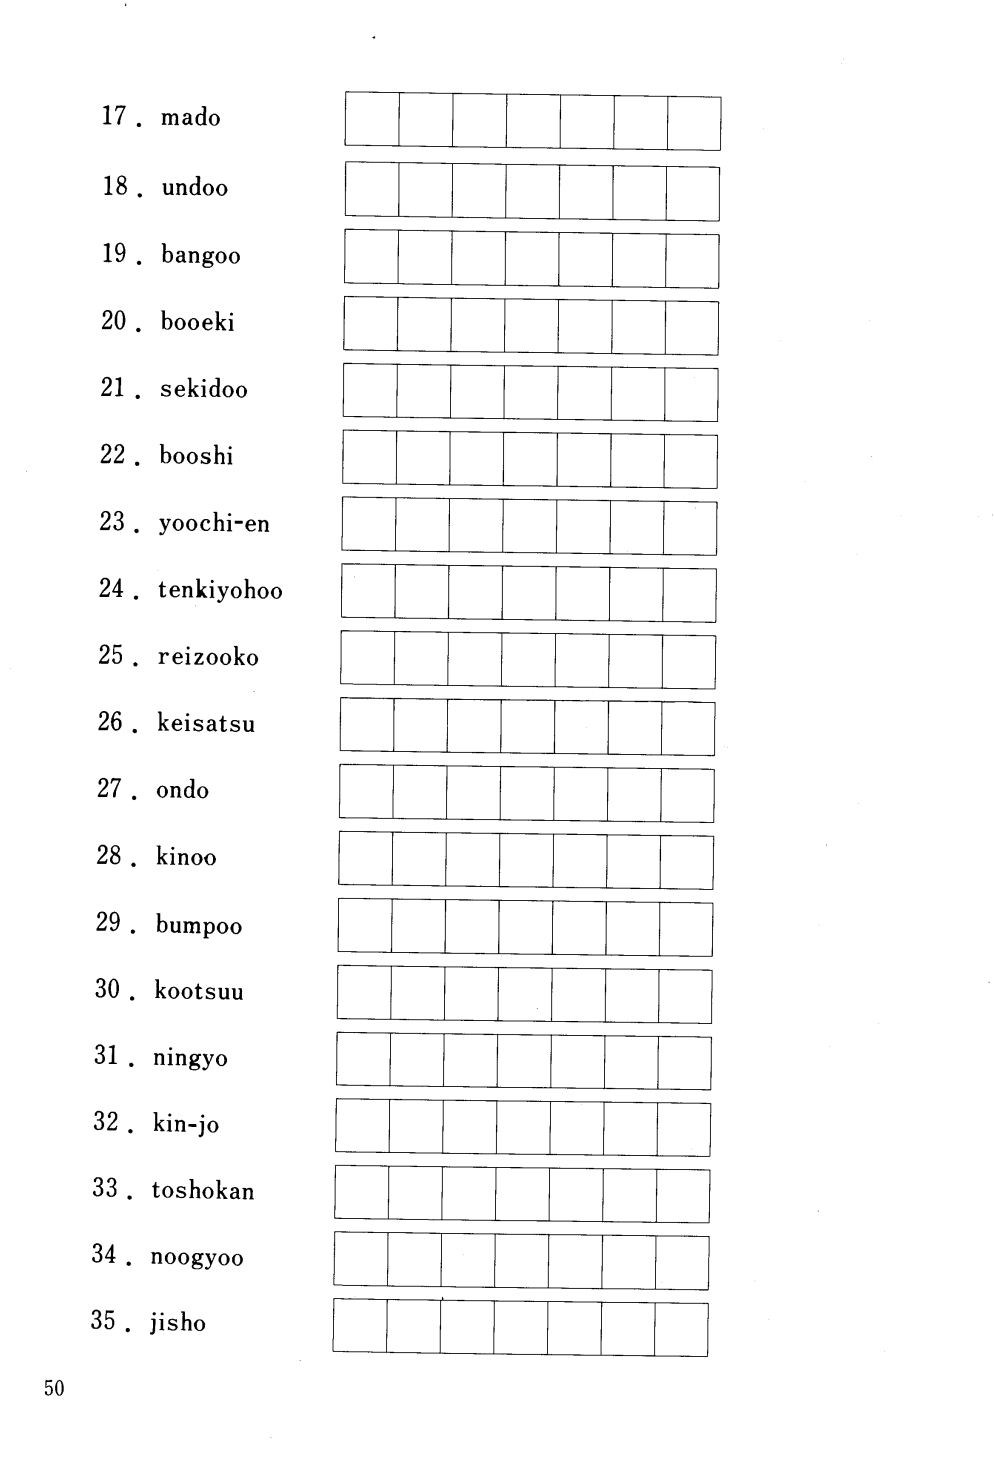 17. mado
18. undoo
19. bangoo
20. booeki
21. sekidoo
22. booshi
23. yoochi-en
24. tenkiyohoo
25. reizooko
26. keisatsu
27. ondo
28. kinoo
29. bumpoo
30. kootsuu
31. ningyo
32. kin-jo
33. toshokan
34. noogyoo
35. jisho
50